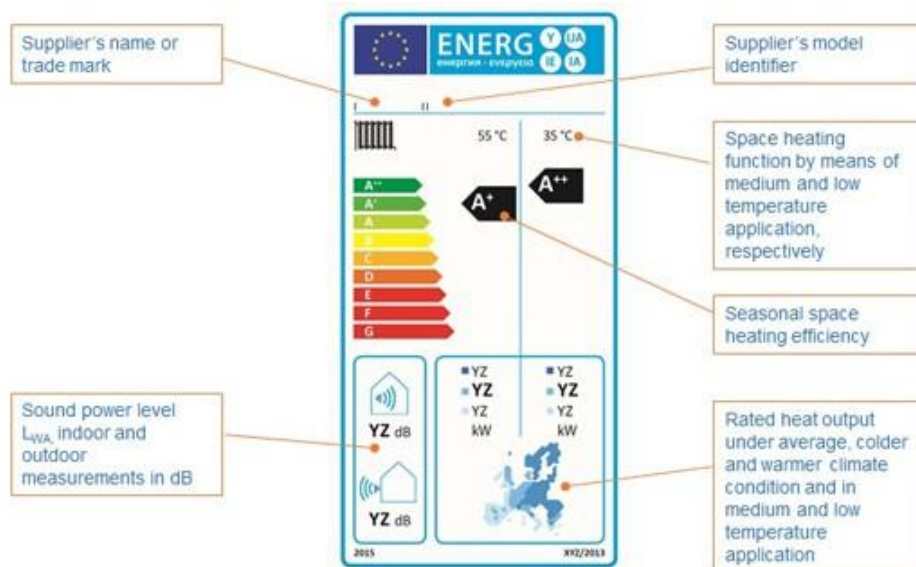 Supplier's name or
trade mark
Supplier's model
identifier
ENERG
енергия · ενεργεια
Y
UA
IE
IA
I
II
55 °C
35 °C
Space heating
function by means of
medium and low
temperature
application,
respectively
A++
A+
A
B
C
D
E
F
G
A+
A++
Seasonal space
heating efficiency
Sound power level
LWA, indoor and
outdoor
measurements in dB
YZ dB
YZ dB
YZ
YZ
YZ
kW
YZ
YZ
YZ
kW
Rated heat output
under average, colder
and warmer climate
condition and in
medium and low
temperature
application
2015
XYZ/2013